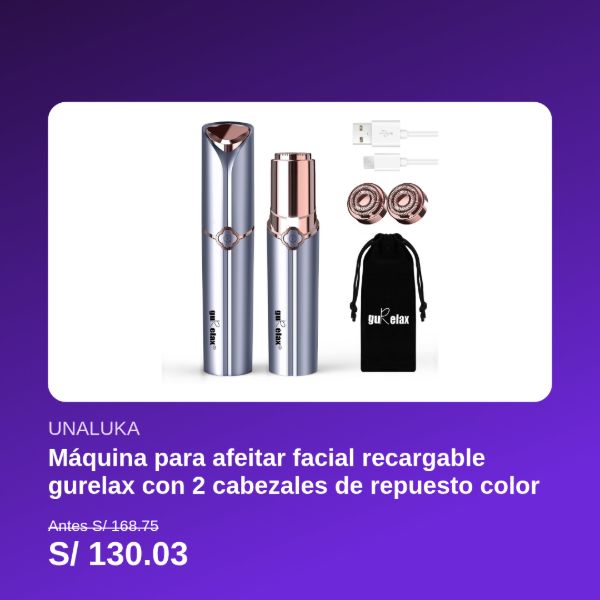 guRelax®
guRelax®
guRelax
UNALUKA
Máquina para afeitar facial recargable
gurelax con 2 cabezales de repuesto color
Antes S/ 168.75
S/ 130.03